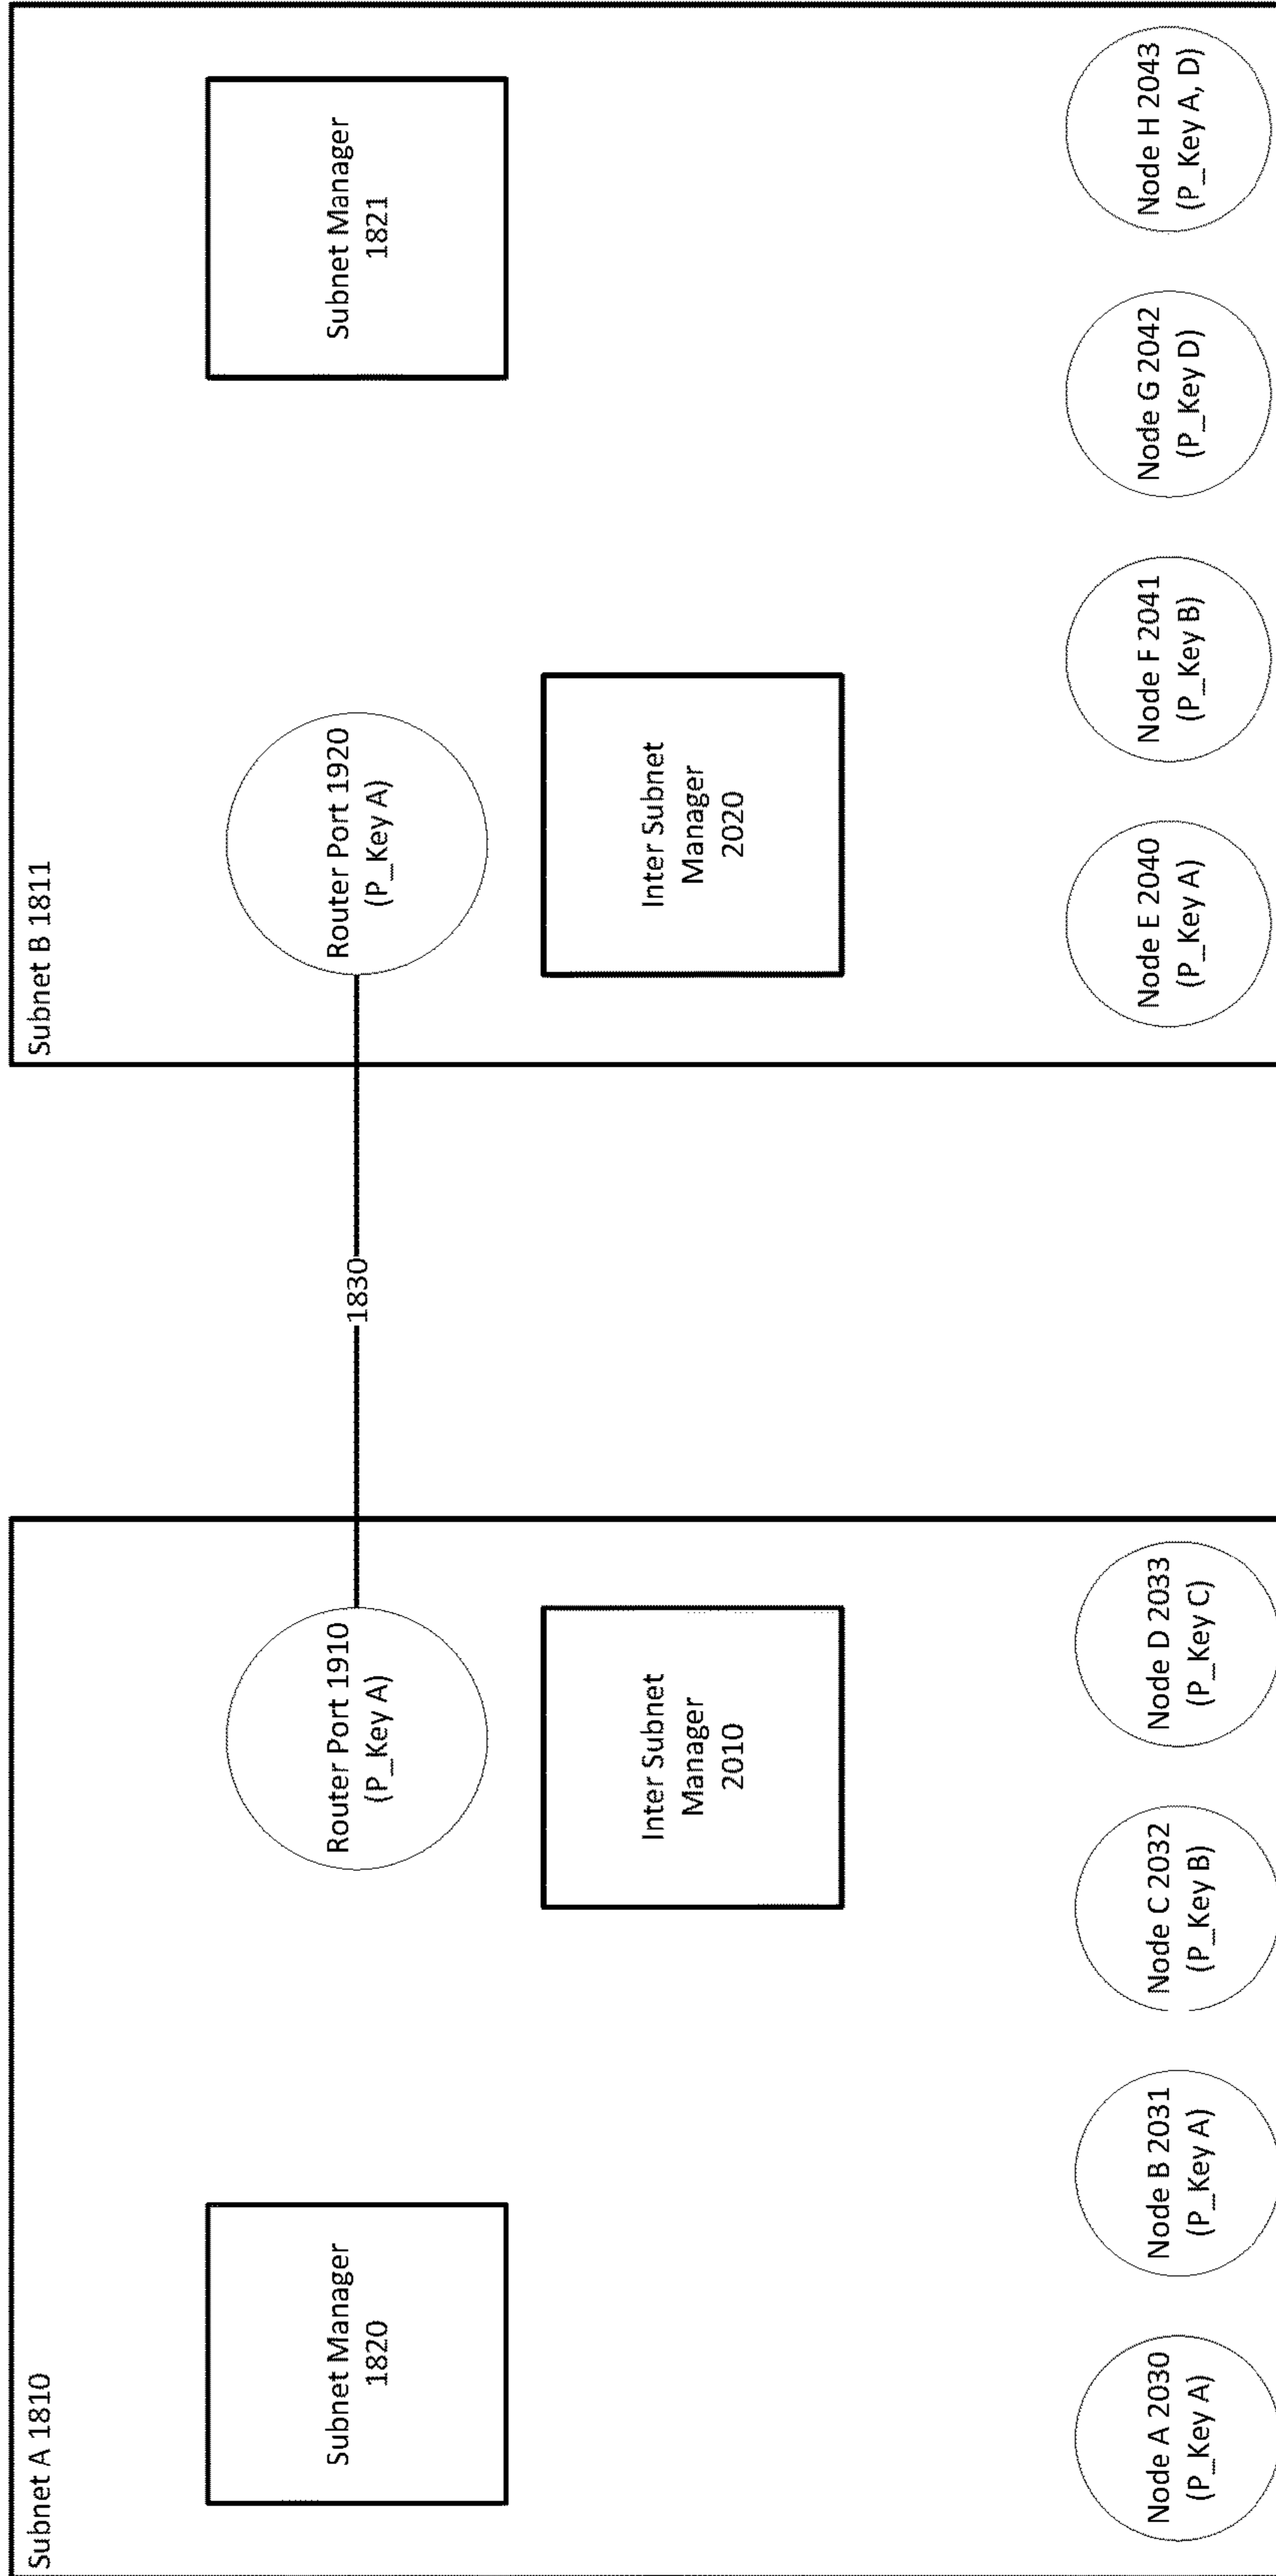 Subnet A 1810
Subnet Manager
1820
Router Port 1910
(P_Key A)
Inter Subnet
Manager
2010
Node A 2030
(P_Key A)
Node B 2031
(P_Key A)
Node C 2032
(P_Key B)
Node D 2033
(P_Key C)
1830
Subnet B 1811
Router Port 1920
(P_Key A)
Subnet Manager
1821
Inter Subnet
Manager
2020
Node E 2040
(P_Key A)
Node F 2041
(P_Key B)
Node G 2042
(P_Key D)
Node H 2043
(P_Key A, D)